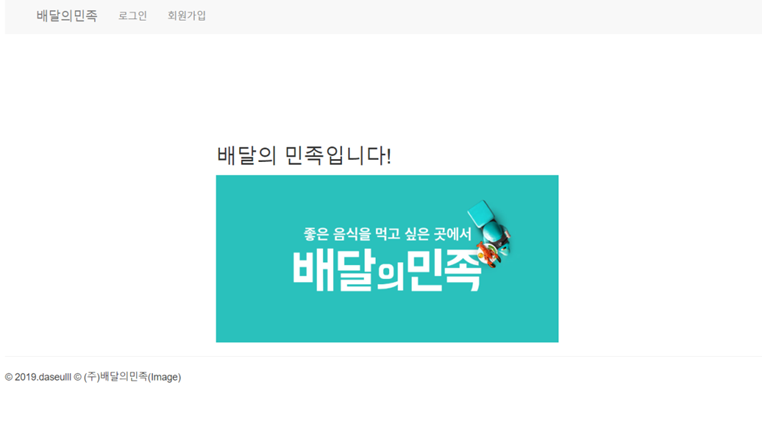 배달의민족 로그인 회원가입
배달의 민족입니다!
좋은 음식을 먹고 싶은 곳에서
배달의민족
© 2019.daseulll © (주)배달의민족(Image)